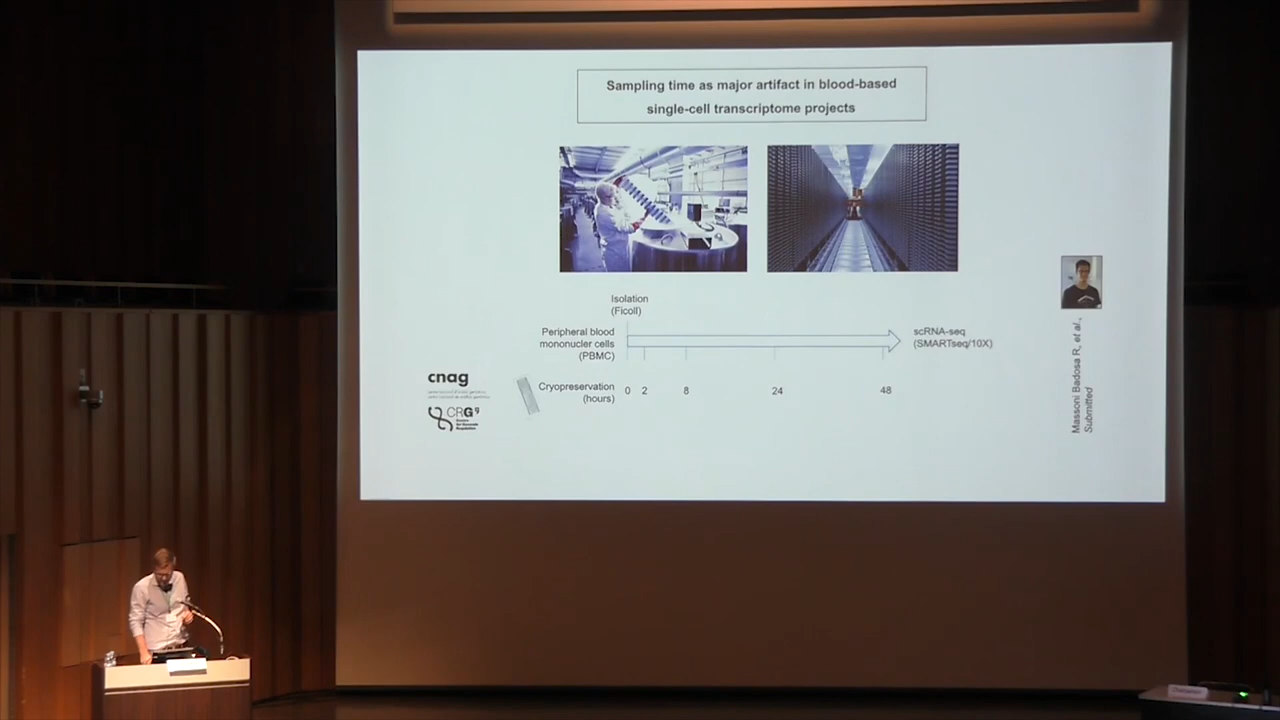 Sampling time as major artifact in blood-based
single-cell transcriptome projects
Isolation
(Ficoll)
Peripheral blood
mononucler cells
(PBMC)
scRNA-seq
(SMARTseq/10X)
Cryopreservation
(hours)
0 2 8 24 48
cnag
CRG
Massoni Badosa R, et al.,
Submitted
Chairperson